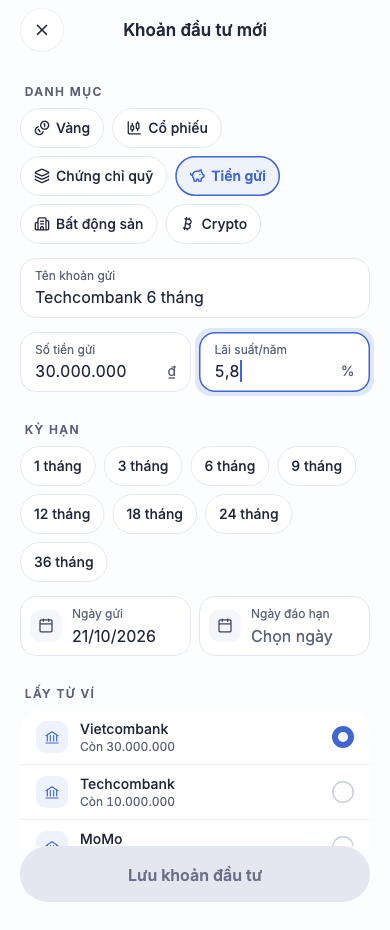 Khoản đầu tư mới
DANH MỤC
Vàng
Cổ phiếu
Chứng chỉ quỹ
Tiền gửi
Bất động sản
Crypto
Tên khoản gửi
Techcombank 6 tháng
Số tiền gửi
30.000.000 ₫
Lãi suất/năm
5,8 %
KỲ HẠN
1 tháng
3 tháng
6 tháng
9 tháng
12 tháng
18 tháng
24 tháng
36 tháng
Ngày gửi
21/10/2026
Ngày đáo hạn
Chọn ngày
LẤY TỪ VÍ
Vietcombank
Còn 30.000.000
Techcombank
Còn 10.000.000
MoMo
Lưu khoản đầu tư